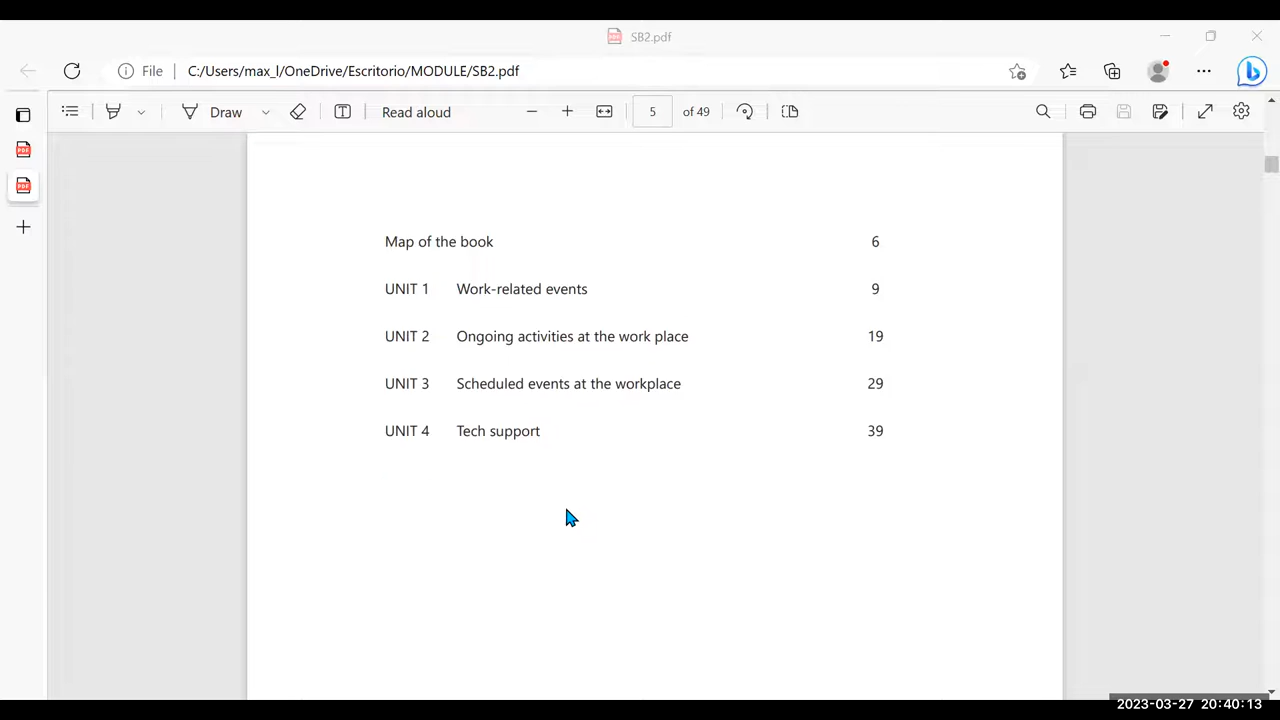 SB2.pdf
File C:/Users/max_l/OneDrive/Escritorio/MODULE/SB2.pdf
Draw Read aloud 5 of 49
Map of the book 6
UNIT 1 Work-related events 9
UNIT 2 Ongoing activities at the work place 19
UNIT 3 Scheduled events at the workplace 29
UNIT 4 Tech support 39
2023-03-27 20:40:13